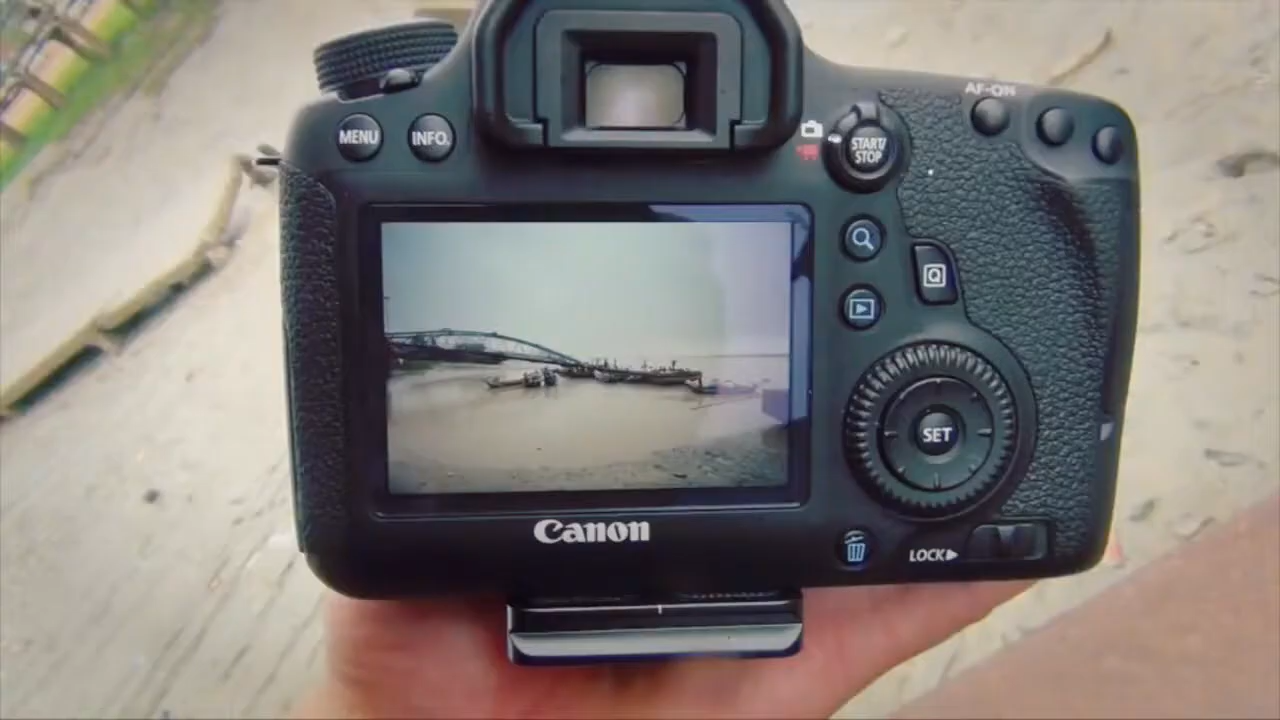 MENU
INFO.
AF-ON
START/
STOP
Q
SET
Canon
LOCK